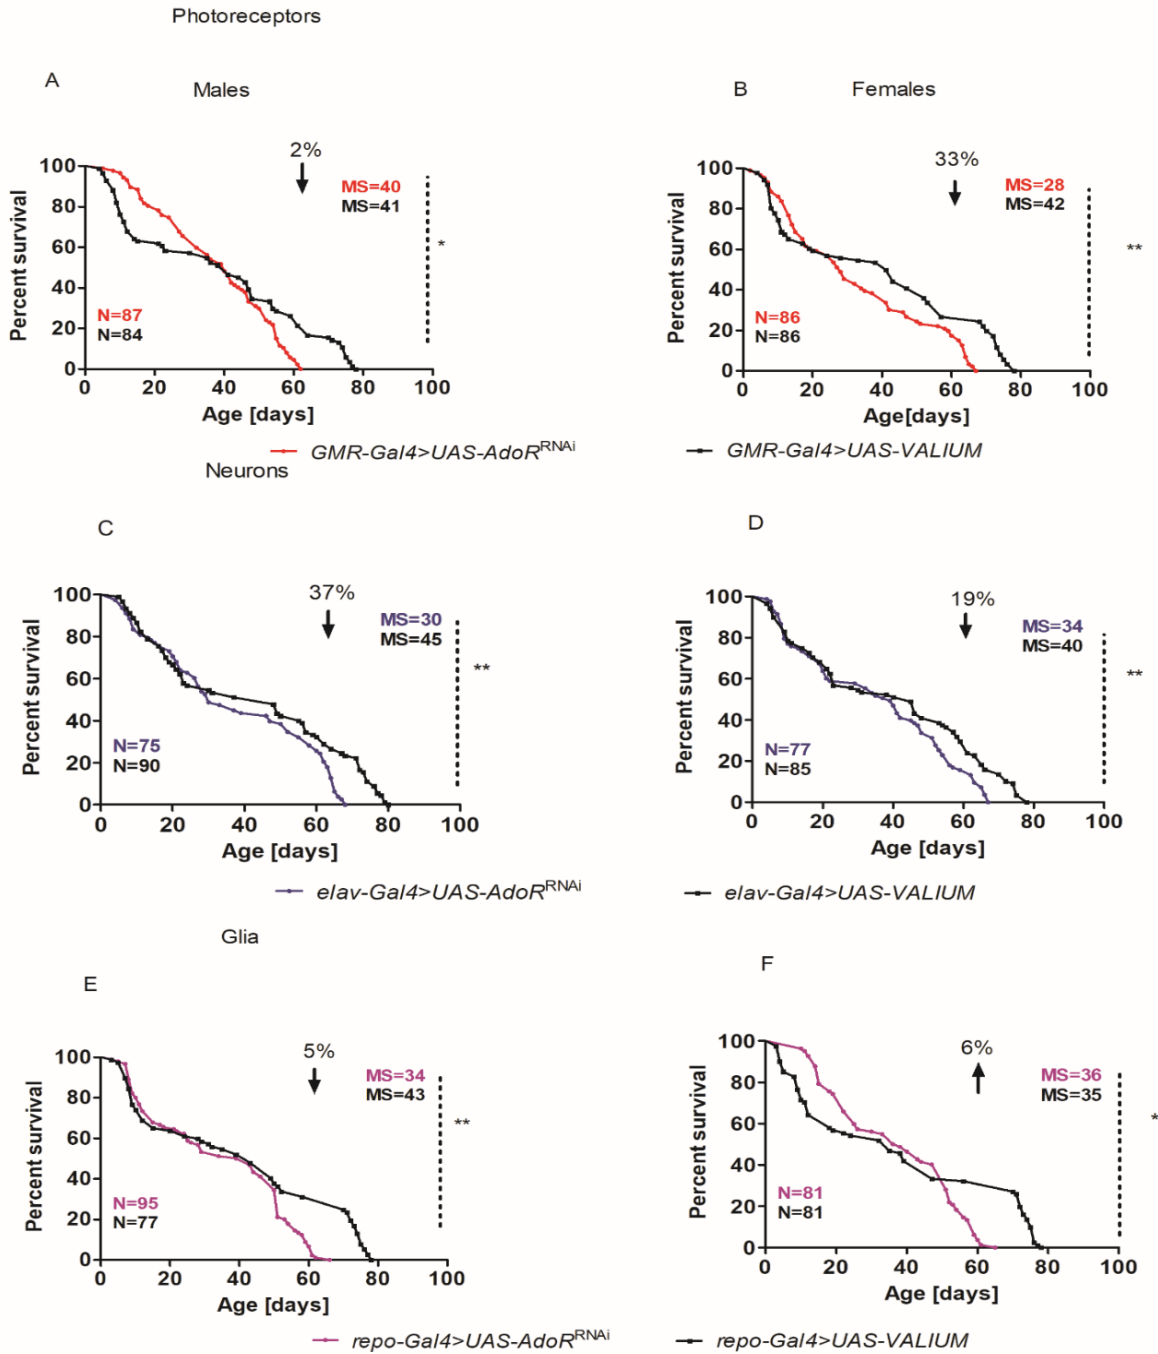 Photoreceptors
A
Males
B
Females
2%
33%
MS=40
MS=41
MS=28
MS=42
*
**
N=87
N=84
N=86
N=86
Percent survival
100
80
60
40
20
0
0 20 40 60 80 100
Age [days]
Percent survival
100
80
60
40
20
0
0 20 40 60 80 100
Age[days]
GMR-Gal4>UAS-AdoR^RNAi
GMR-Gal4>UAS-VALIUM
Neurons
C
D
37%
19%
MS=30
MS=45
MS=34
MS=40
**
**
N=75
N=90
N=77
N=85
Percent survival
100
80
60
40
20
0
0 20 40 60 80 100
Age [days]
Percent survival
100
80
60
40
20
0
0 20 40 60 80 100
Age [days]
elav-Gal4>UAS-AdoR^RNAi
elav-Gal4>UAS-VALIUM
Glia
E
F
5%
6%
MS=34
MS=43
MS=36
MS=35
**
*
N=95
N=77
N=81
N=81
Percent survival
100
80
60
40
20
0
0 20 40 60 80 100
Age [days]
Percent survival
100
80
60
40
20
0
0 20 40 60 80 100
Age [days]
repo-Gal4>UAS-AdoR^RNAi
repo-Gal4>UAS-VALIUM